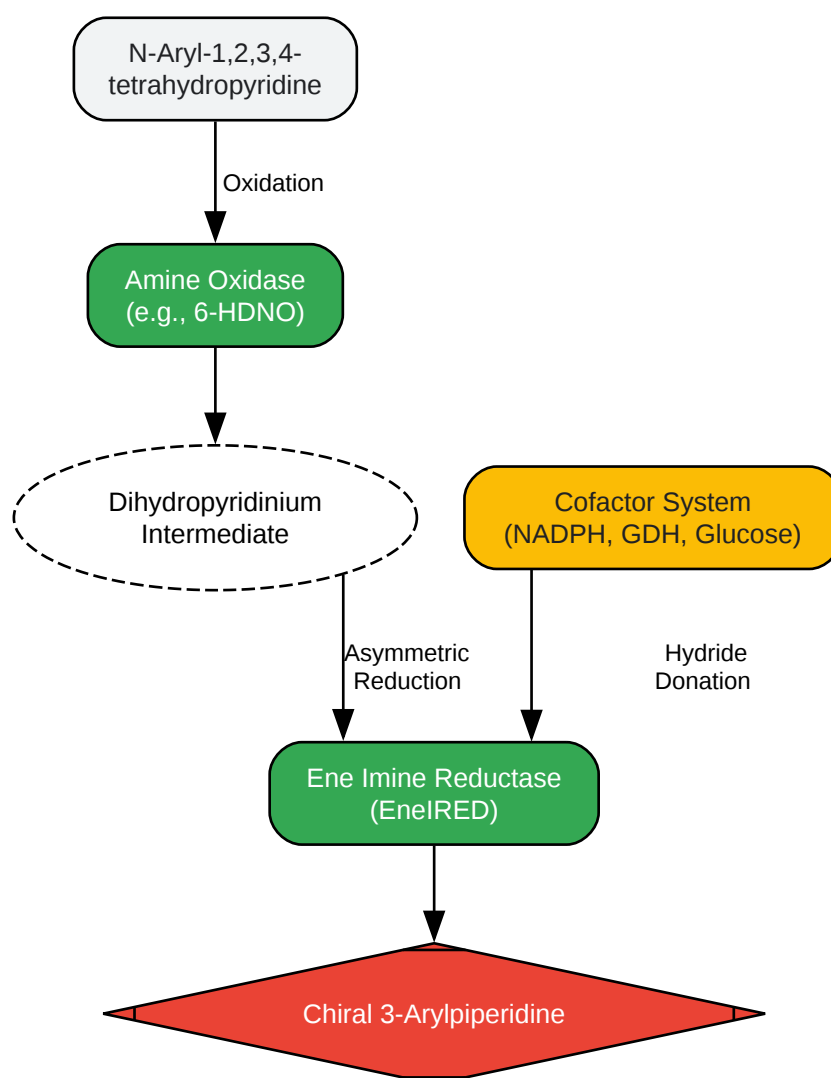 N-Aryl-1,2,3,4-
tetrahydropyridine
Oxidation
Amine Oxidase
(e.g., 6-HDNO)
Dihydropyridinium
Intermediate
Cofactor System
(NADPH, GDH, Glucose)
Asymmetric
Reduction
Hydride
Donation
Ene Imine Reductase
(EneIRED)
Chiral 3-Arylpiperidine